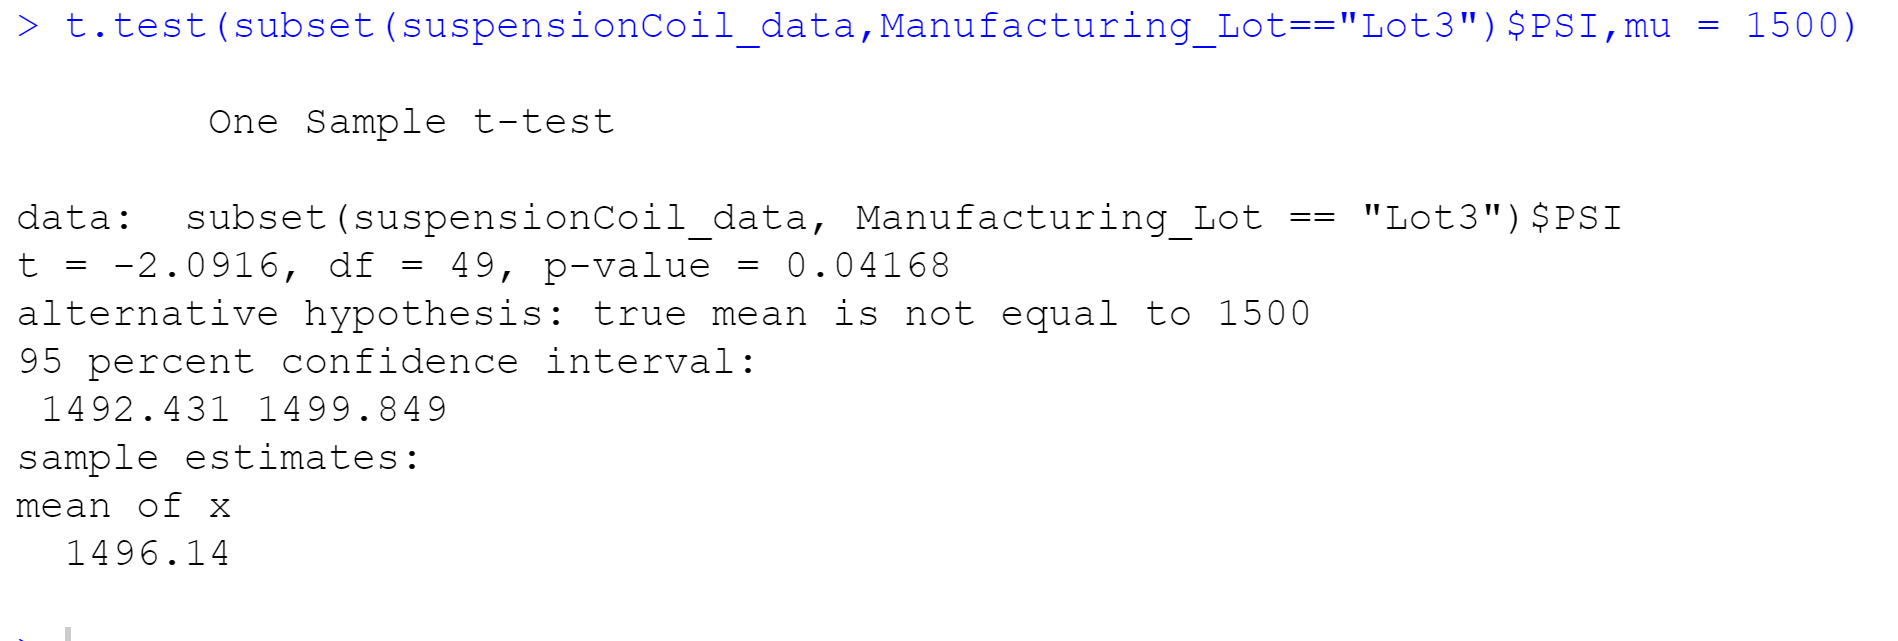 > t.test(subset(suspensionCoil_data,Manufacturing_Lot=="Lot3")$PSI,mu = 1500)
One Sample t-test
data:  subset(suspensionCoil_data, Manufacturing_Lot == "Lot3")$PSI
t = -2.0916, df = 49, p-value = 0.04168
alternative hypothesis: true mean is not equal to 1500
95 percent confidence interval:
 1492.431 1499.849
sample estimates:
mean of x
  1496.14
>